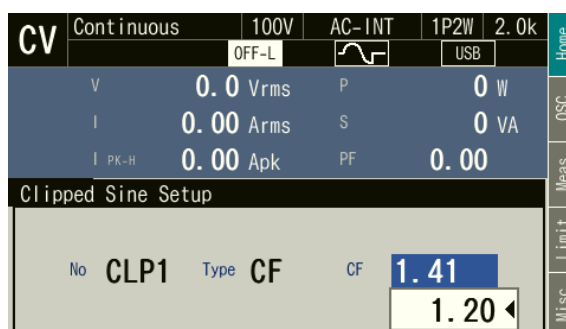 CV Continuous 100V AC-INT 1P2W 2.0k
OFF-L USB
V 0.0 Vrms P 0 W
I 0.00 Arms S 0 VA
I PK-H 0.00 Apk PF 0.00
Clipped Sine Setup
No CLP1 Type CF CF 1.41
1.20
Home
OSC
Meas.
Limit
Misc